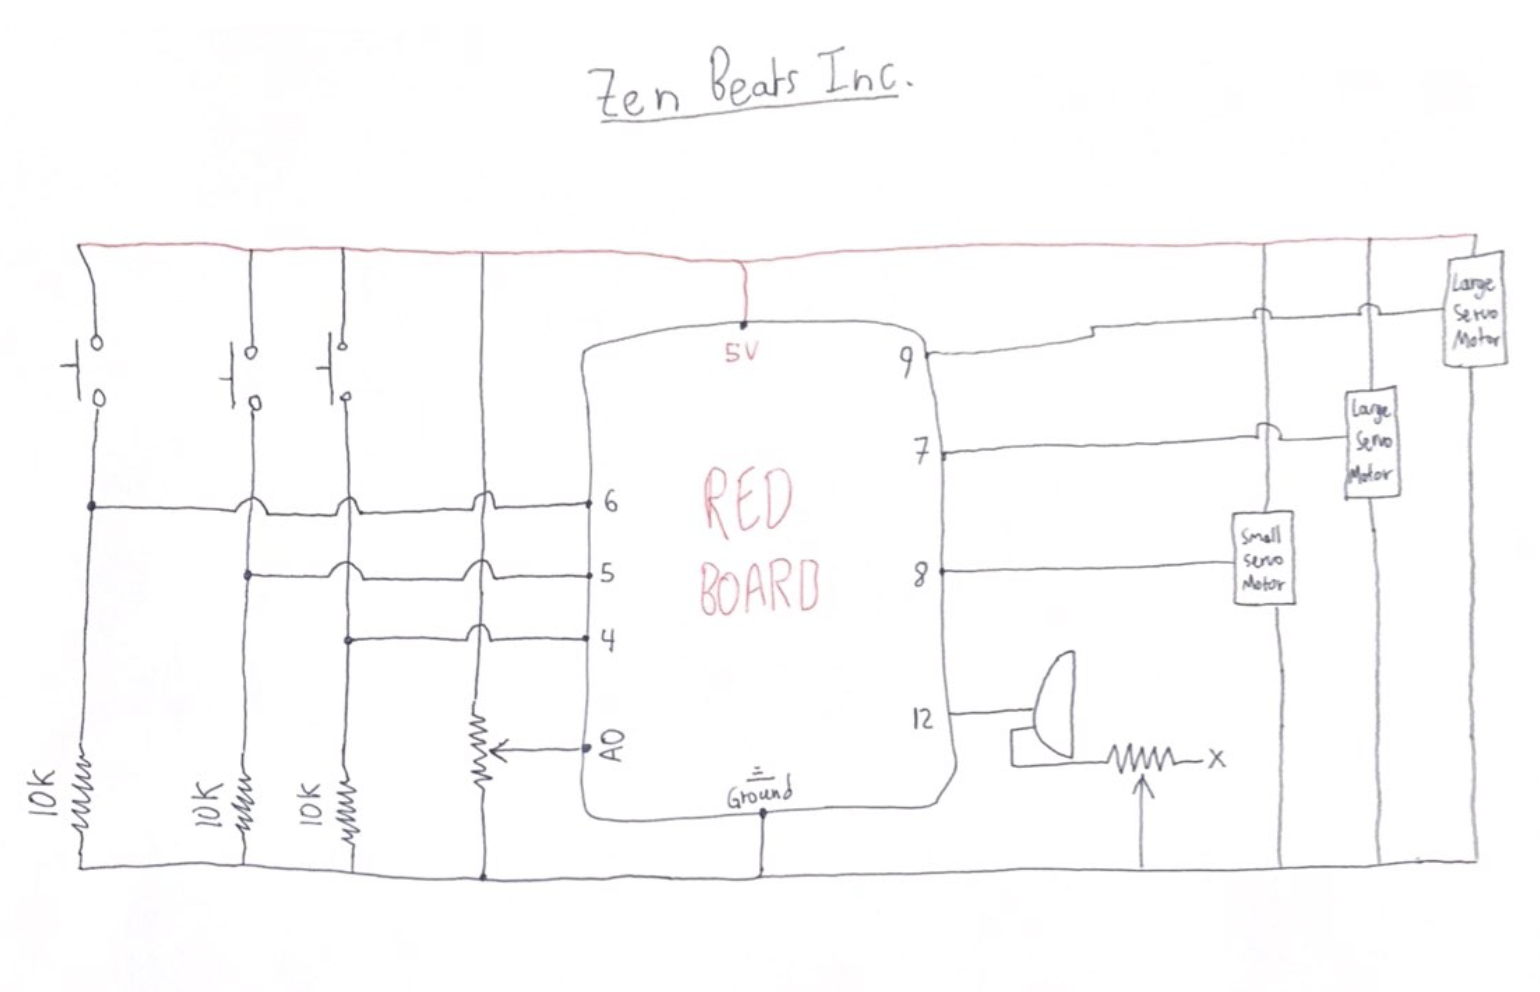 Zen Beats Inc.
5V
9
Large
Servo
Motor
7
Large
Servo
Motor
6
5
4
A0
RED
BOARD
8
Small
Servo
Motor
12
X
Ground
10K
10K
10K